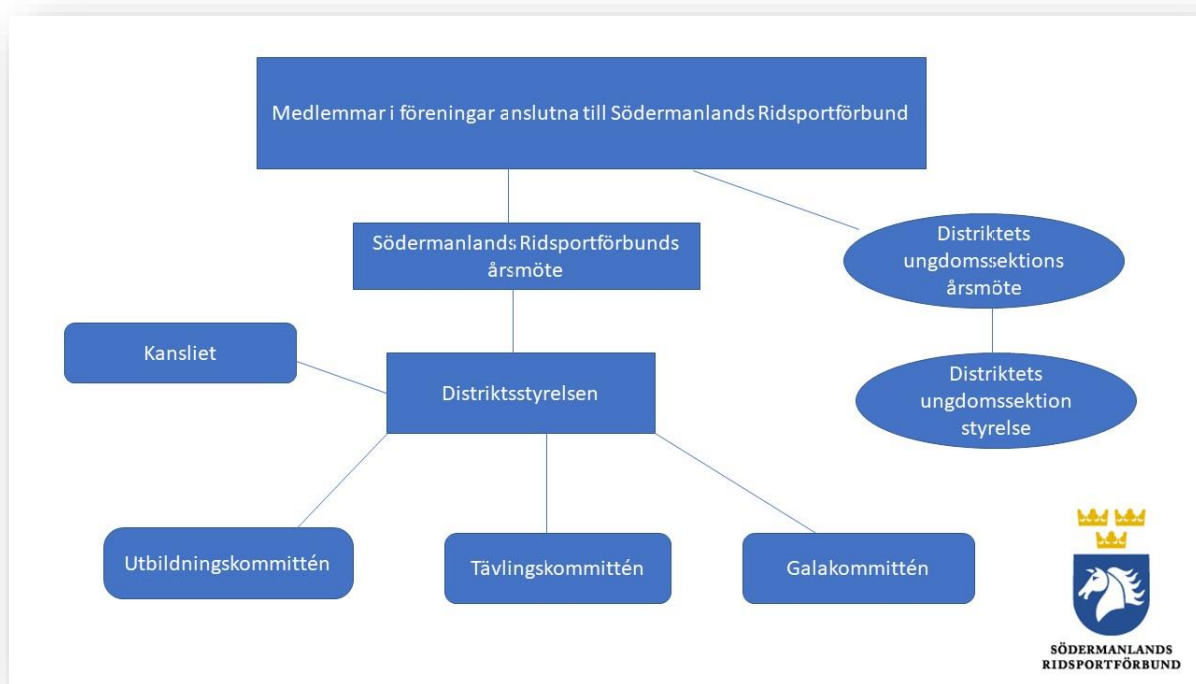 Medlemmar i föreningar anslutna till Södermanlands Ridsportförbund
Södermanlands Ridsportförbunds
årsmöte
Distriktets
ungdomssektions
årsmöte
Kansliet
Distriktsstyrelsen
Distriktets
ungdomssektion
styrelse
Utbildningskommittén
Tävlingskommittén
Galakommittén
SÖDERMANLANDS
RIDSPORTFÖRBUND